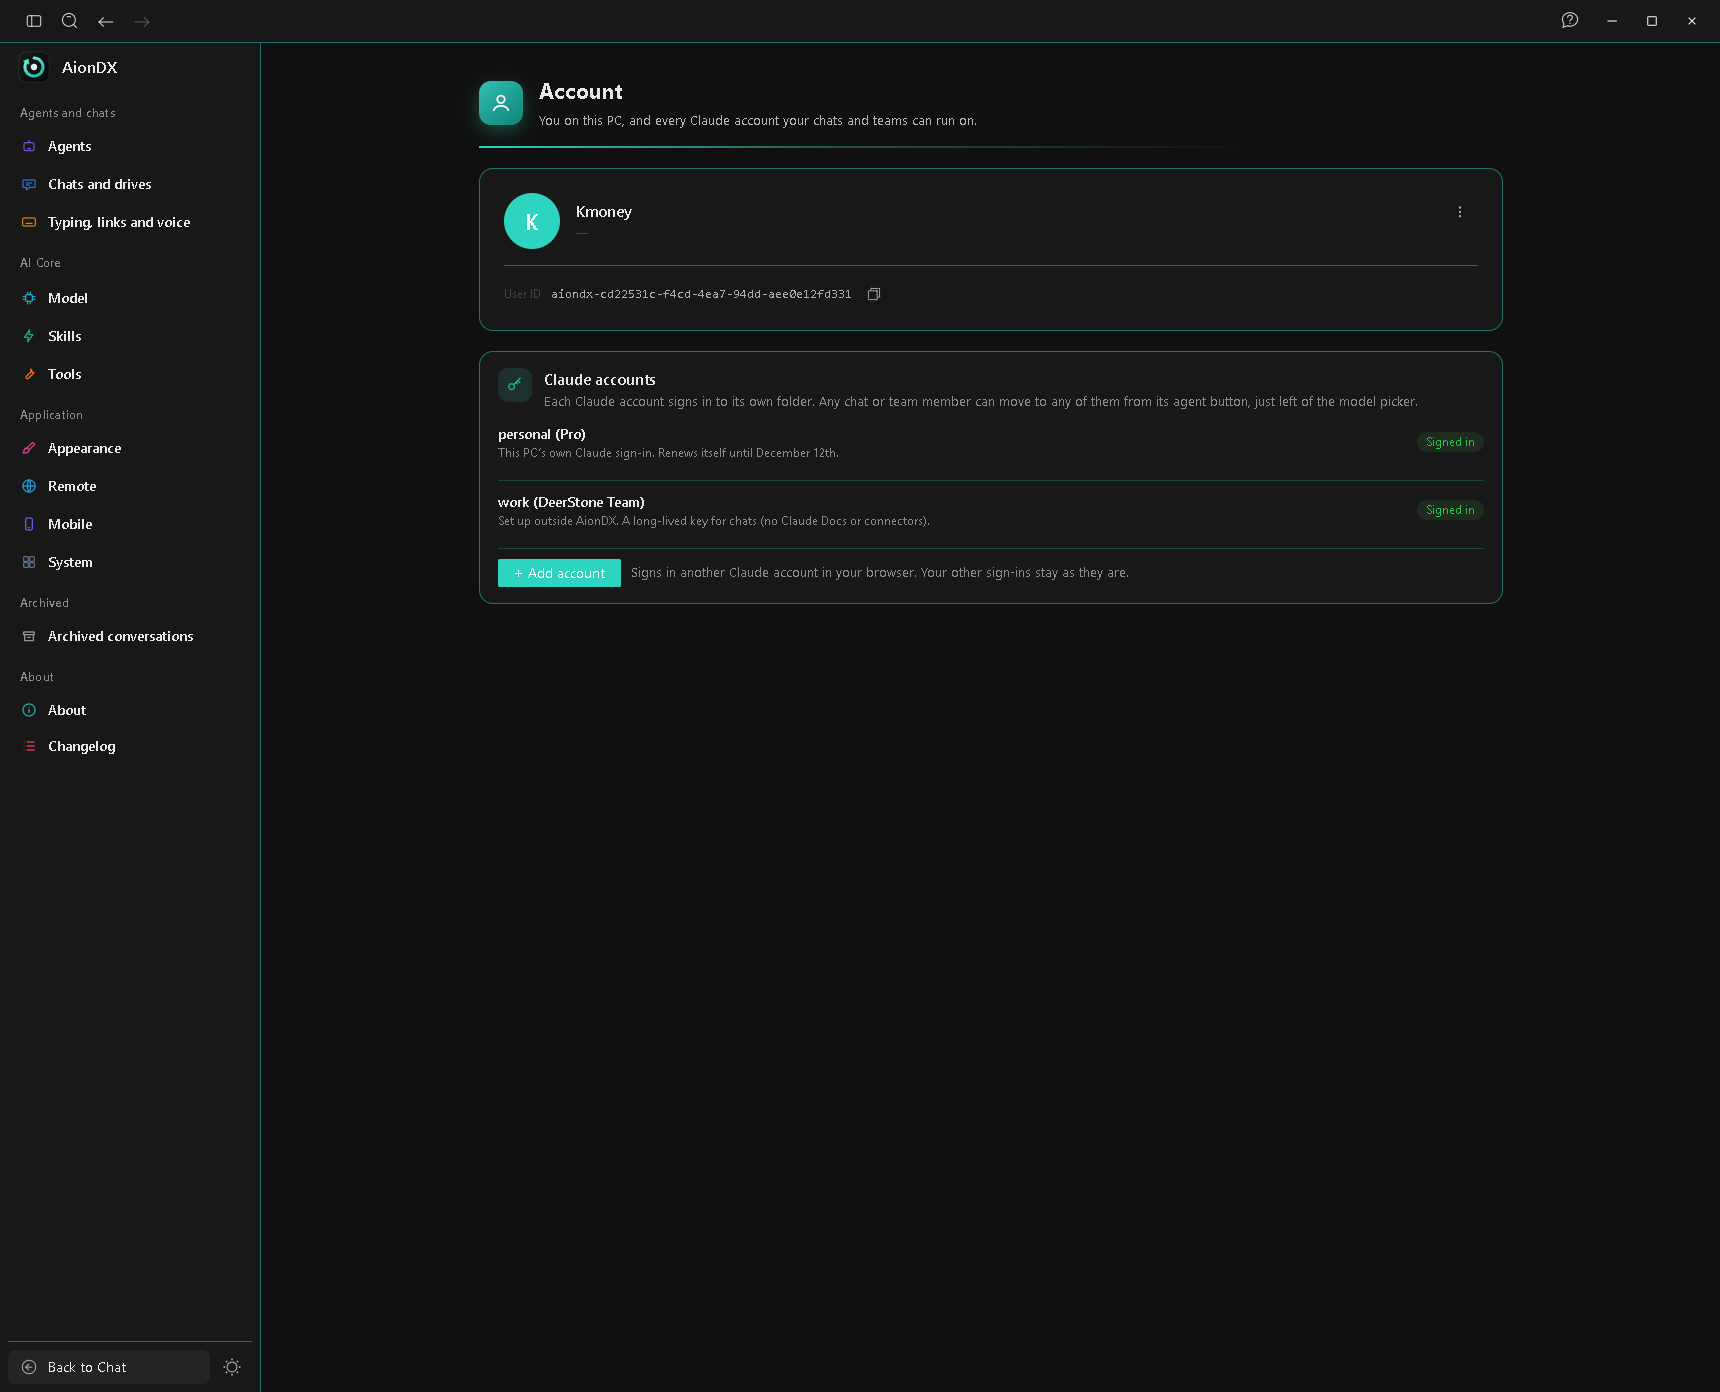 AionDX
Agents and chats
Agents
Chats and drives
Typing, links and voice
AI Core
Model
Skills
Tools
Application
Appearance
Remote
Mobile
System
Archived
Archived conversations
About
About
Changelog
Back to Chat
Account
You on this PC, and every Claude account your chats and teams can run on.
K
Kmoney
—
User ID aiondx-cd22531c-f4cd-4ea7-94dd-aee0e12fd331
Claude accounts
Each Claude account signs in to its own folder. Any chat or team member can move to any of them from its agent button, just left of the model picker.
personal (Pro)
Signed in
This PC's own Claude sign-in. Renews itself until December 12th.
work (DeerStone Team)
Signed in
Set up outside AionDX. A long-lived key for chats (no Claude Docs or connectors).
+ Add account Signs in another Claude account in your browser. Your other sign-ins stay as they are.